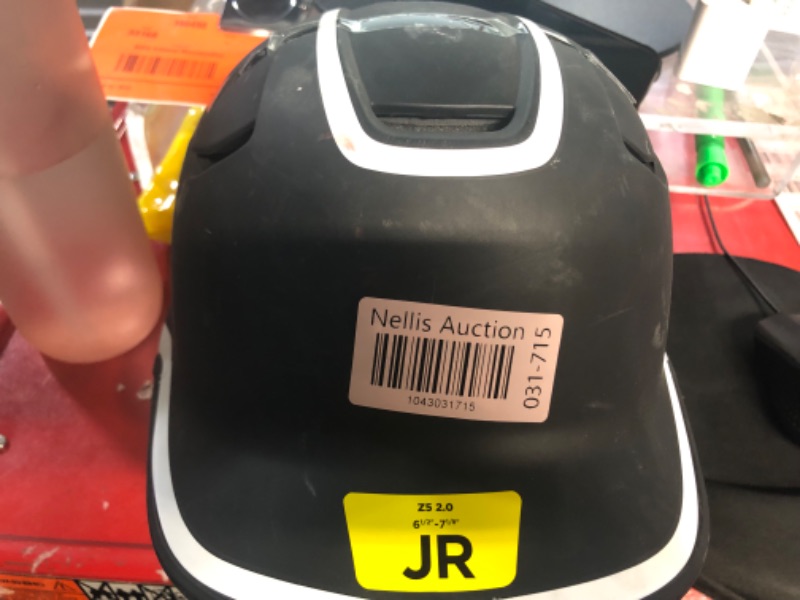 Nellis Auction
031-715
1043031715
Z5 2.0
6 1/2"-7 1/8"
JR